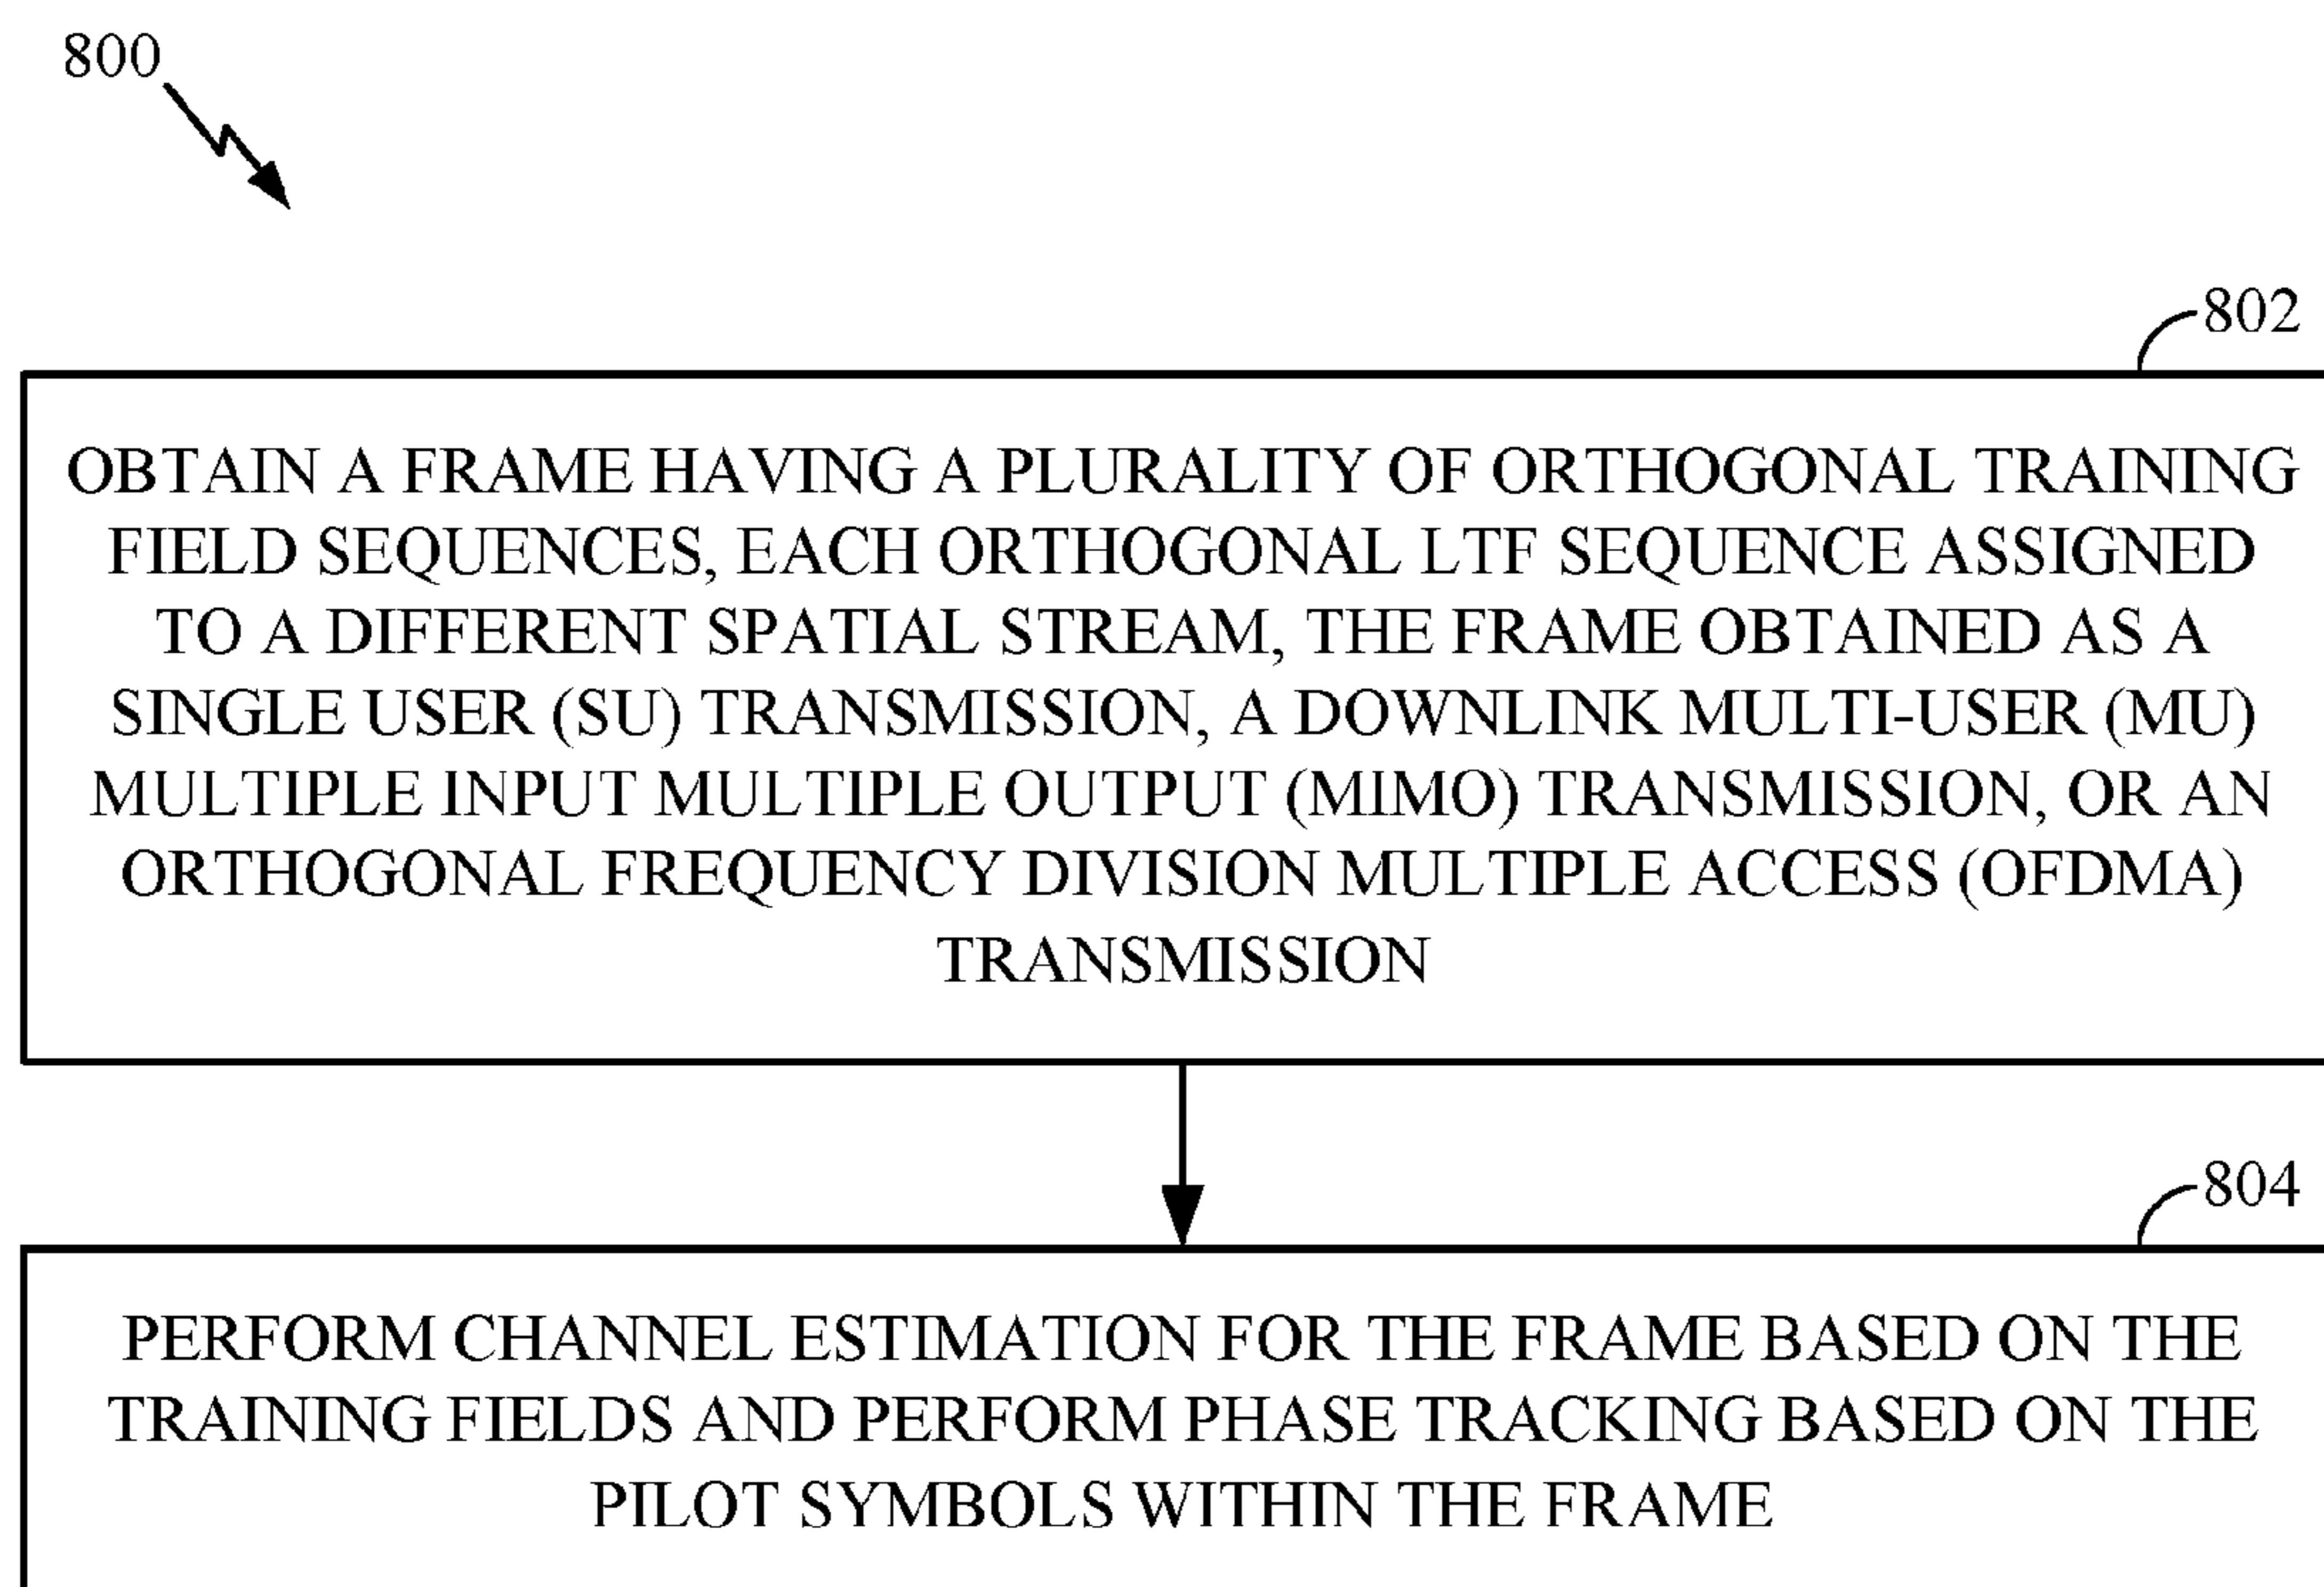 800
802
OBTAIN A FRAME HAVING A PLURALITY OF ORTHOGONAL TRAINING
FIELD SEQUENCES, EACH ORTHOGONAL LTF SEQUENCE ASSIGNED
TO A DIFFERENT SPATIAL STREAM, THE FRAME OBTAINED AS A
SINGLE USER (SU) TRANSMISSION, A DOWNLINK MULTI-USER (MU)
MULTIPLE INPUT MULTIPLE OUTPUT (MIMO) TRANSMISSION, OR AN
ORTHOGONAL FREQUENCY DIVISION MULTIPLE ACCESS (OFDMA)
TRANSMISSION
804
PERFORM CHANNEL ESTIMATION FOR THE FRAME BASED ON THE
TRAINING FIELDS AND PERFORM PHASE TRACKING BASED ON THE
PILOT SYMBOLS WITHIN THE FRAME